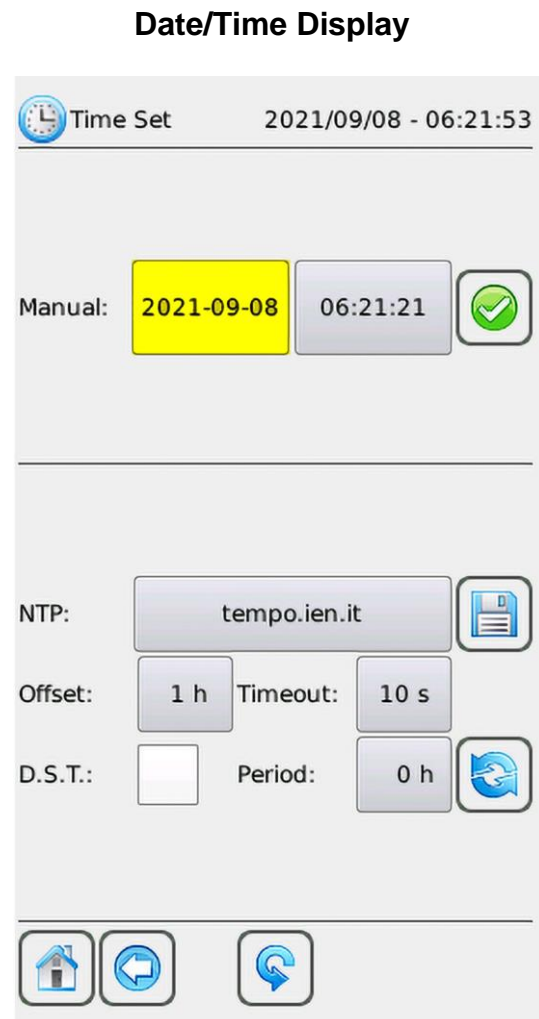 Date/Time Display
Time Set 2021/09/08 - 06:21:53
Manual: 2021-09-08 06:21:21
NTP: tempo.ien.it
Offset: 1 h Timeout: 10 s
D.S.T.: Period: 0 h